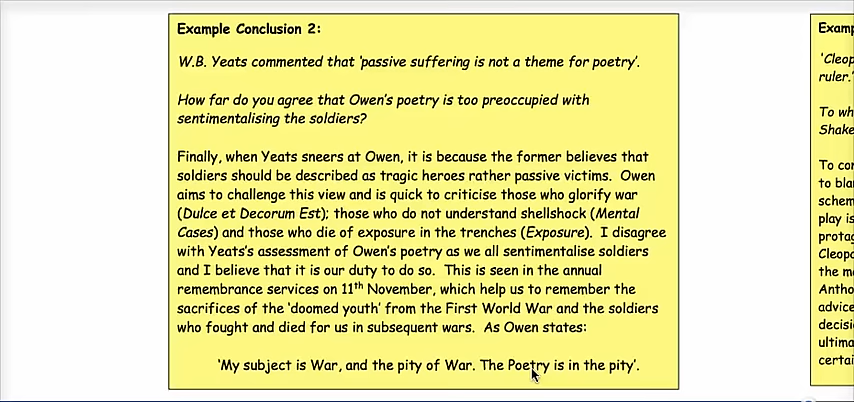 Example Conclusion 2:
W.B. Yeats commented that 'passive suffering is not a theme for poetry'.
How far do you agree that Owen's poetry is too preoccupied with
sentimentalising the soldiers?
Finally, when Yeats sneers at Owen, it is because the former believes that
soldiers should be described as tragic heroes rather passive victims. Owen
aims to challenge this view and is quick to criticise those who glorify war
(Dulce et Decorum Est); those who do not understand shellshock (Mental
Cases) and those who die of exposure in the trenches (Exposure). I disagree
with Yeats's assessment of Owen's poetry as we all sentimentalise soldiers
and I believe that it is our duty to do so. This is seen in the annual
remembrance services on 11th November, which help us to remember the
sacrifices of the 'doomed youth' from the First World War and the soldiers
who fought and died for us in subsequent wars. As Owen states:
'My subject is War, and the pity of War. The Poetry is in the pity'.
Examp
'Cleop
ruler.'
To wh
Shake
To con
to blan
schem
play is
protag
Cleopa
the ma
Antho
advice
decisi
ultima
certai